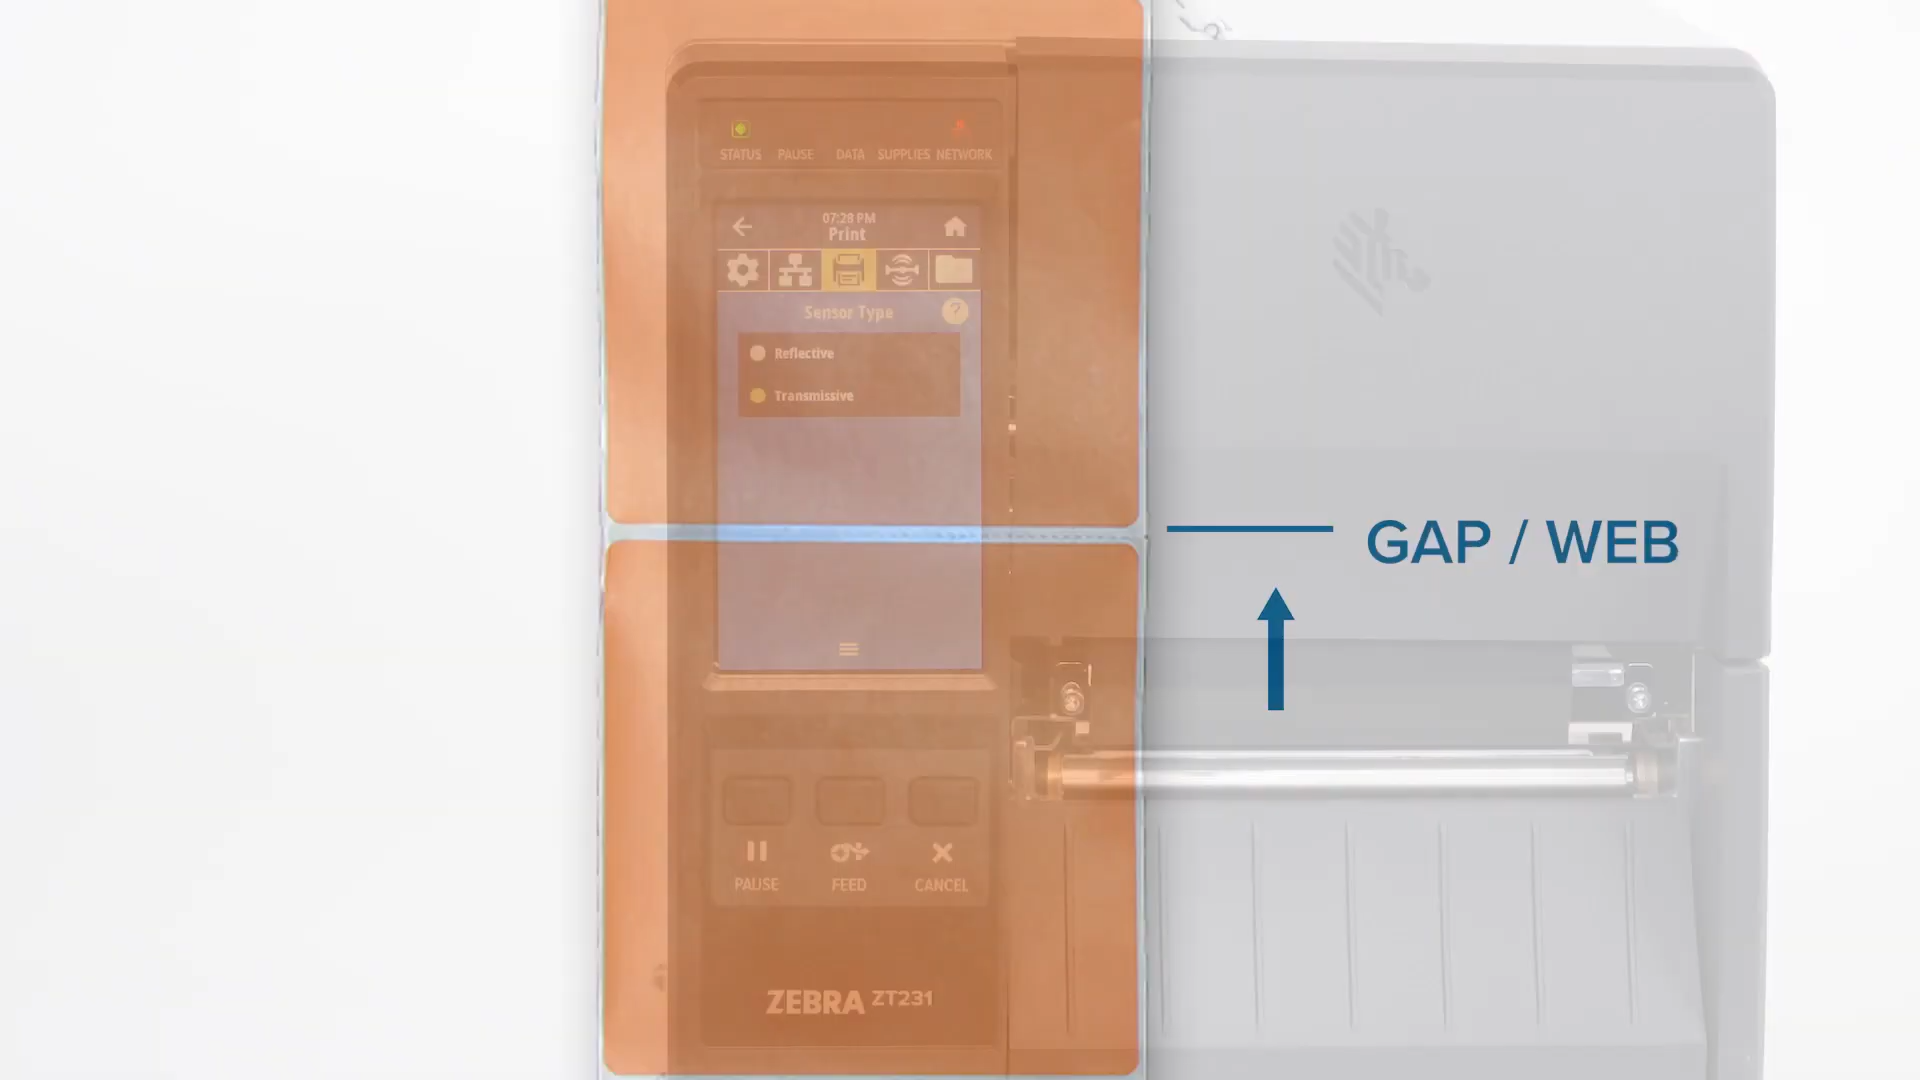 STATUS PAUSE DATA SUPPLIES NETWORK
07:28 PM
Print
Sensor Type ?
Reflective
Transmissive
GAP / WEB
PAUSE FEED CANCEL
ZEBRA ZT231